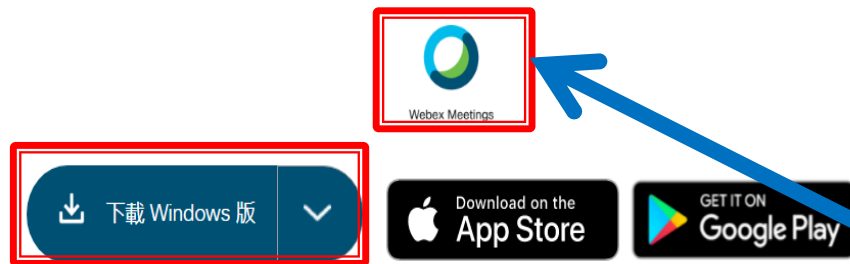 Webex Meetings
下載 Windows 版
Download on the
App Store
GET IT ON
Google Play